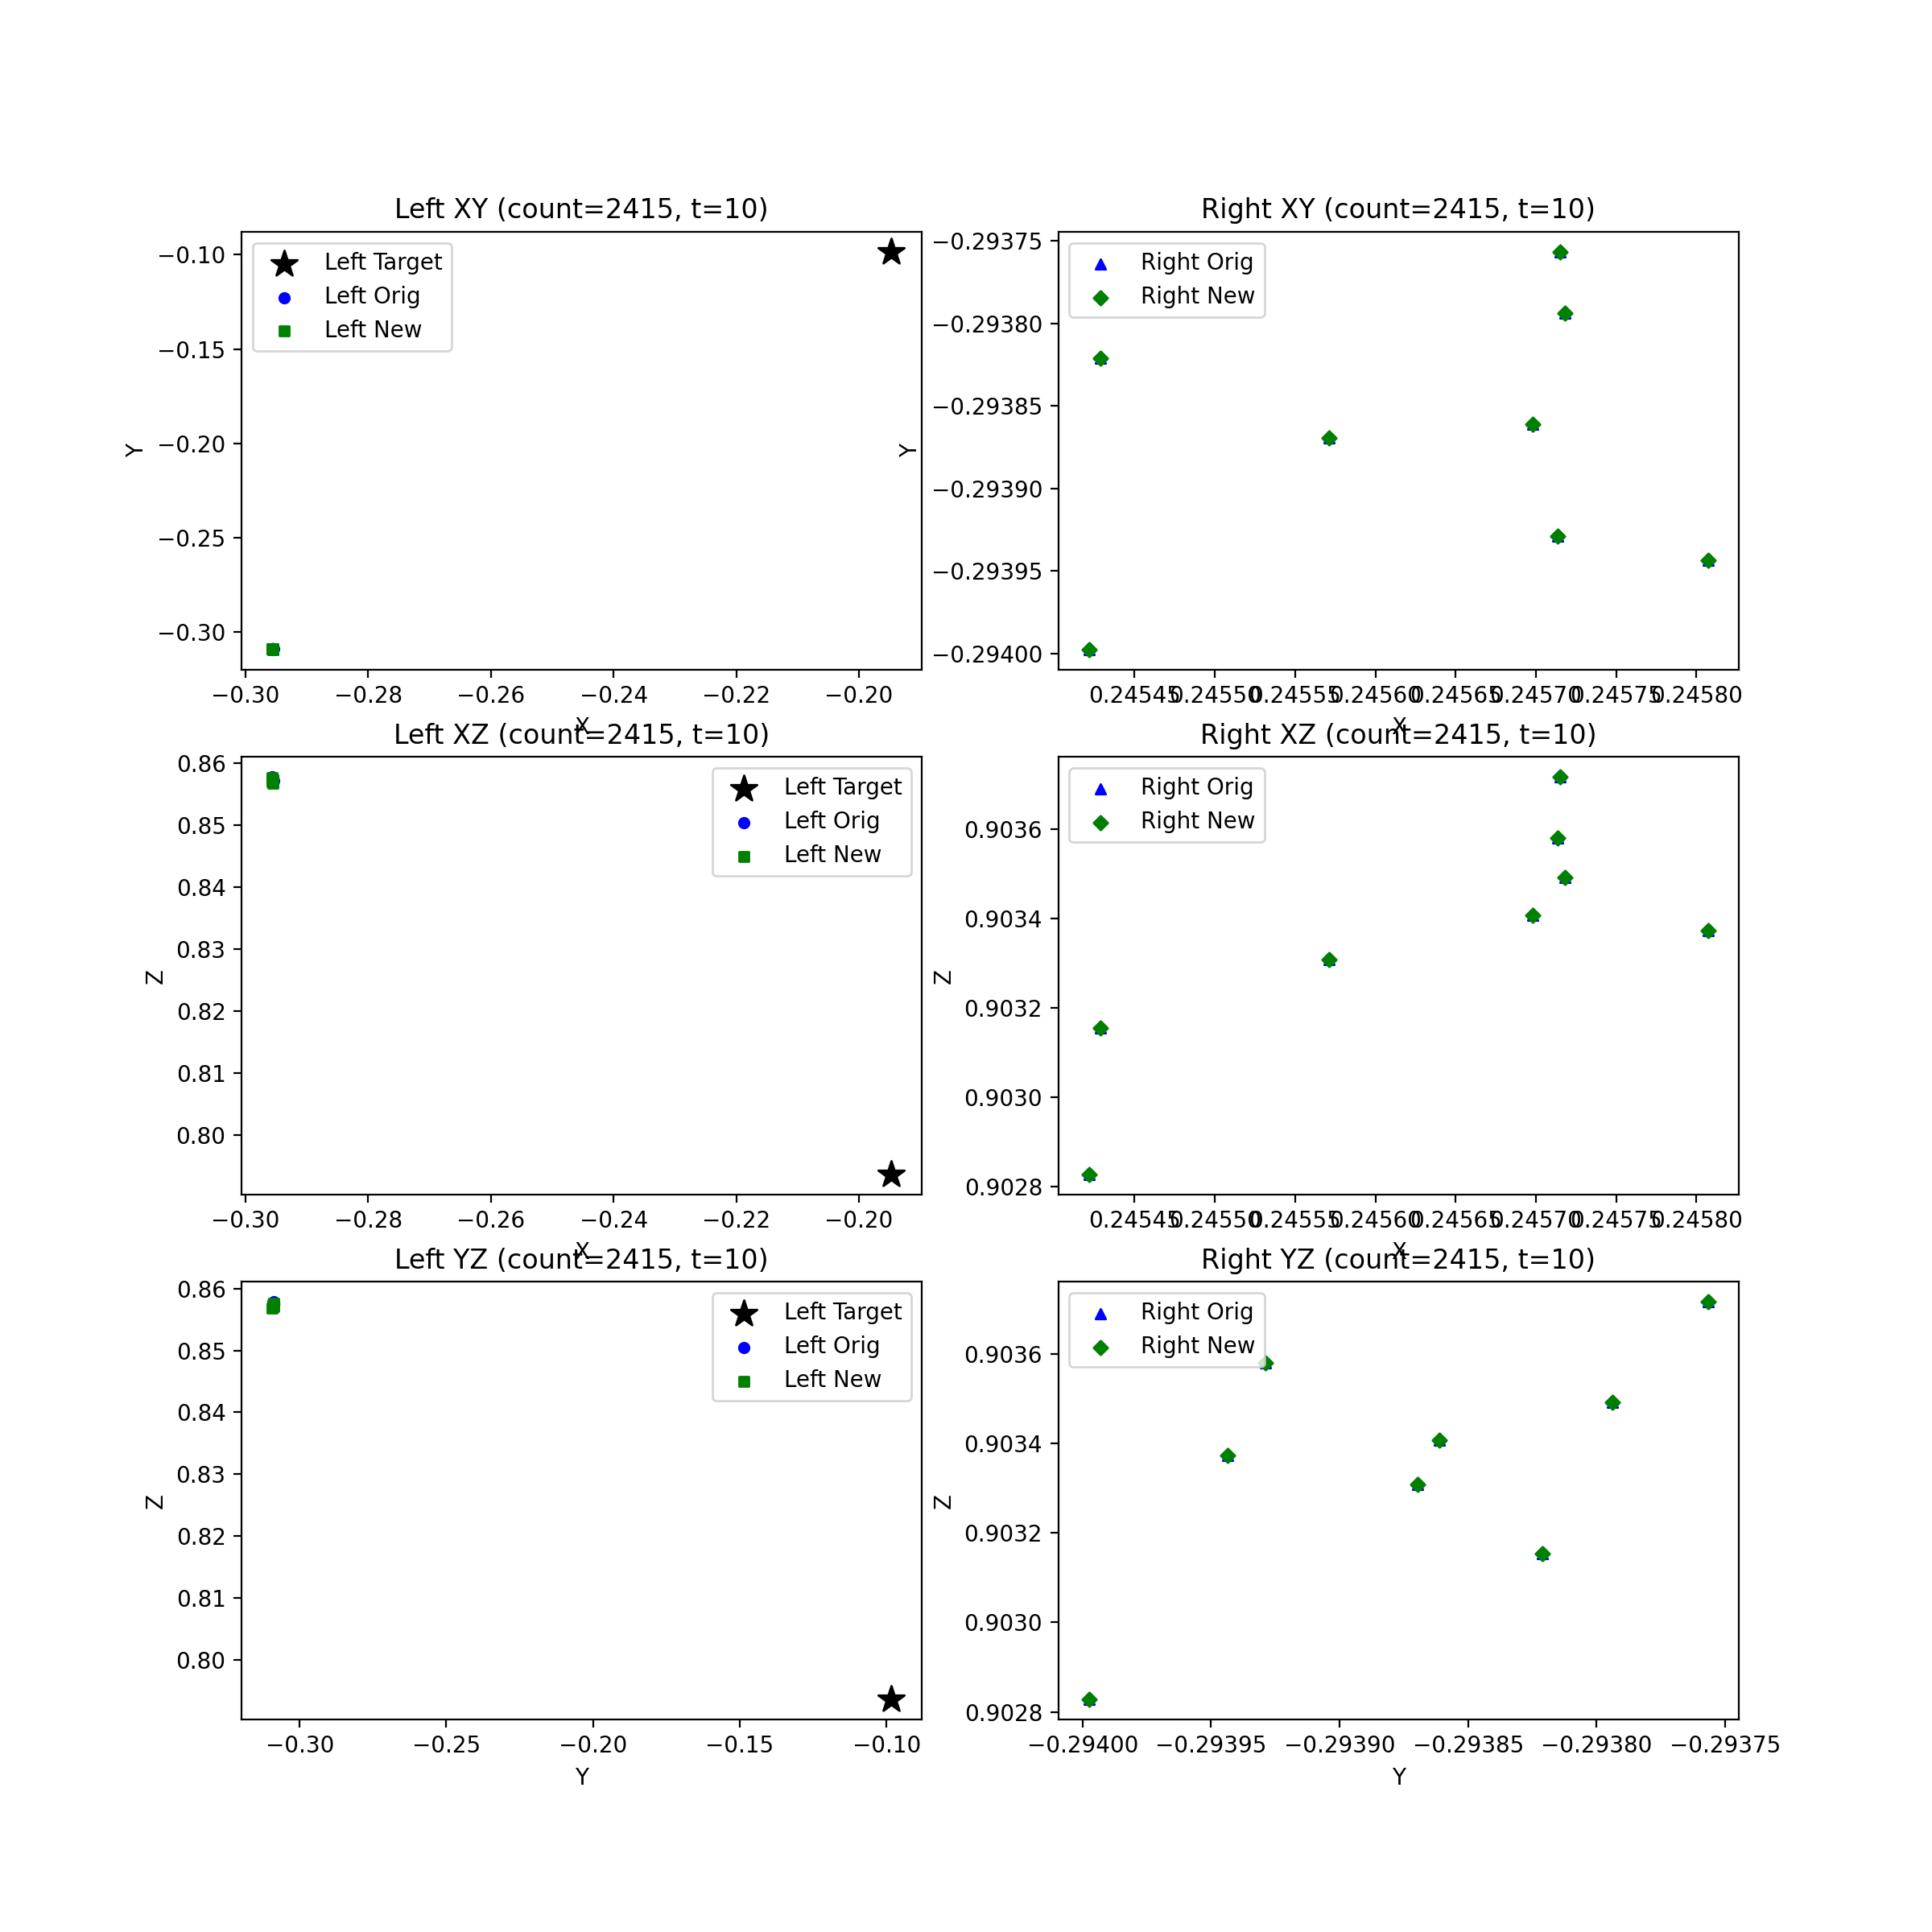 Left XY (count=2415, t=10)
Left Target
Left Orig
Left New
−0.10
−0.15
−0.20
−0.25
−0.30
Y
−0.30 −0.28 −0.26 −0.24 −0.22 −0.20
X
Right XY (count=2415, t=10)
Right Orig
Right New
−0.29375
−0.29380
−0.29385
−0.29390
−0.29395
−0.29400
Y
0.24545 0.24550 0.24555 0.24560 0.24565 0.24570 0.24575 0.24580
X
Left XZ (count=2415, t=10)
Left Target
Left Orig
Left New
0.86
0.85
0.84
0.83
0.82
0.81
0.80
Z
−0.30 −0.28 −0.26 −0.24 −0.22 −0.20
X
Right XZ (count=2415, t=10)
Right Orig
Right New
0.9036
0.9034
0.9032
0.9030
0.9028
Z
0.24545 0.24550 0.24555 0.24560 0.24565 0.24570 0.24575 0.24580
X
Left YZ (count=2415, t=10)
Left Target
Left Orig
Left New
0.86
0.85
0.84
0.83
0.82
0.81
0.80
Z
−0.30 −0.25 −0.20 −0.15 −0.10
Y
Right YZ (count=2415, t=10)
Right Orig
Right New
0.9036
0.9034
0.9032
0.9030
0.9028
Z
−0.29400 −0.29395 −0.29390 −0.29385 −0.29380 −0.29375
Y